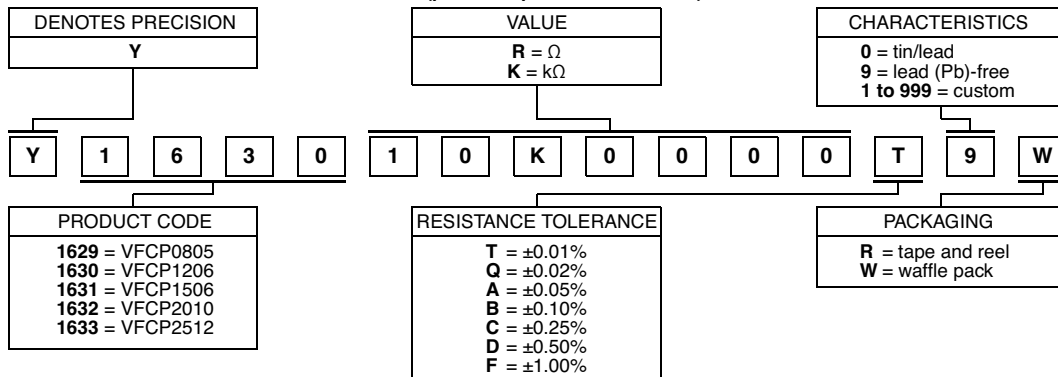 DENOTES PRECISION
Y
VALUE
R = Ω
K = kΩ
CHARACTERISTICS
0 = tin/lead
9 = lead (Pb)-free
1 to 999 = custom
Y 1 6 3 0 1 0 K 0 0 0 0 T 9 W
PRODUCT CODE
1629 = VFCP0805
1630 = VFCP1206
1631 = VFCP1506
1632 = VFCP2010
1633 = VFCP2512
RESISTANCE TOLERANCE
T = ±0.01%
Q = ±0.02%
A = ±0.05%
B = ±0.10%
C = ±0.25%
D = ±0.50%
F = ±1.00%
PACKAGING
R = tape and reel
W = waffle pack